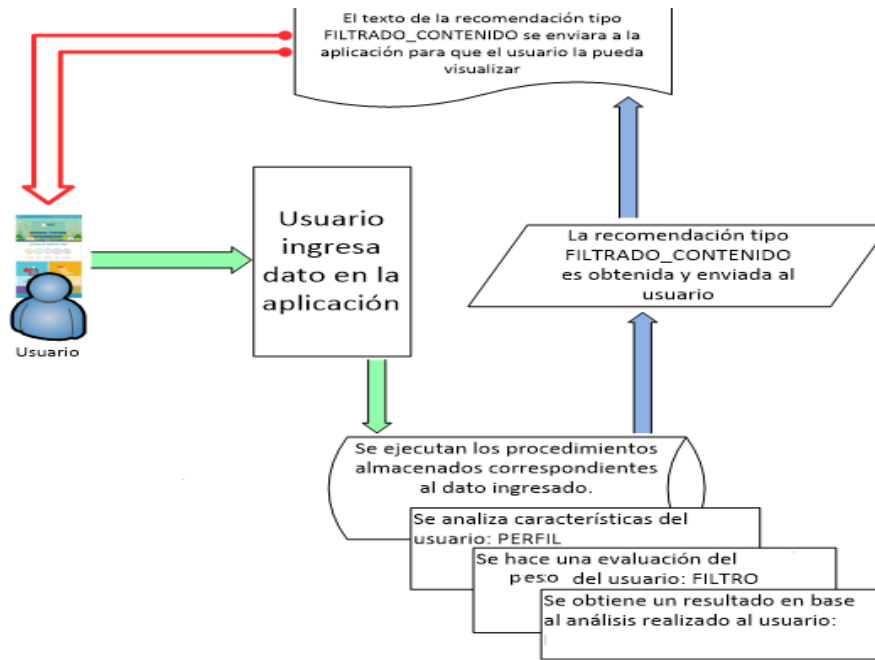 El texto de la recomendación tipo
FILTRADO_CONTENIDO se enviara a la
aplicación para que el usuario la pueda
visualizar
Usuario
ingresa
dato en la
aplicación
La recomendación tipo
FILTRADO_CONTENIDO
es obtenida y enviada al
usuario
Usuario
Se ejecutan los procedimientos
almacenados correspondientes
al dato ingresado.
Se analiza características del
usuario: PERFIL
Se hace una evaluación del
peso del usuario: FILTRO
Se obtiene un resultado en base
al análisis realizado al usuario: